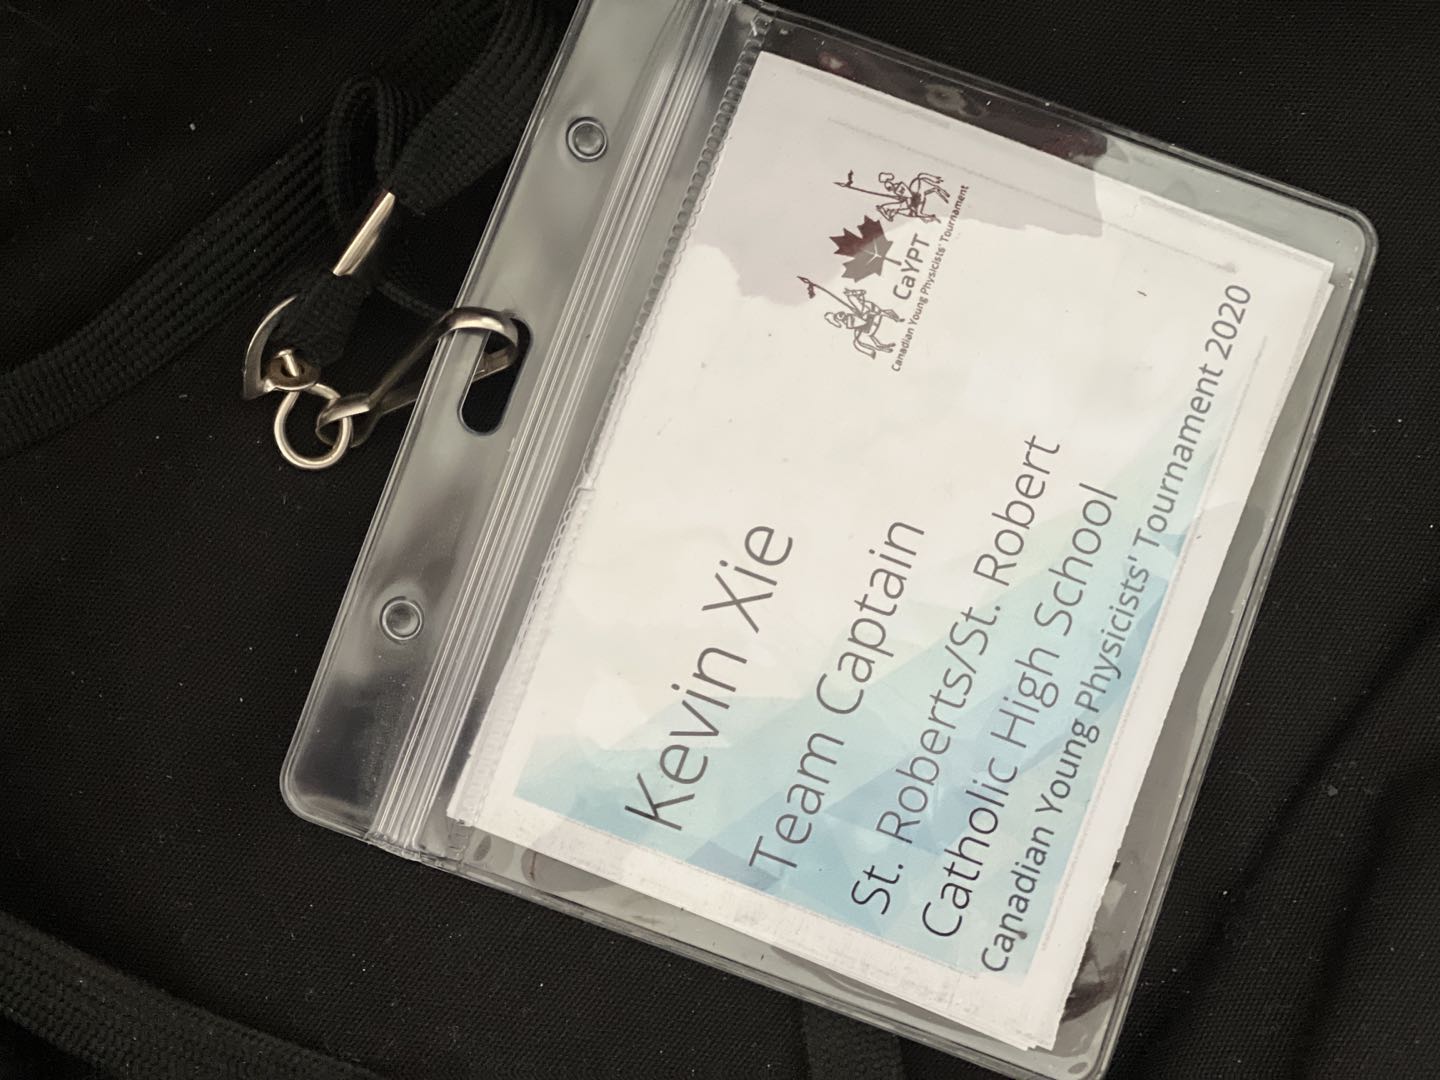 Kevin Xie
Team Captain
St. Roberts/St. Robert
Catholic High School
Canadian Young Physicists' Tournament 2020
CaYPT
Canadian Young Physicists' Tournament